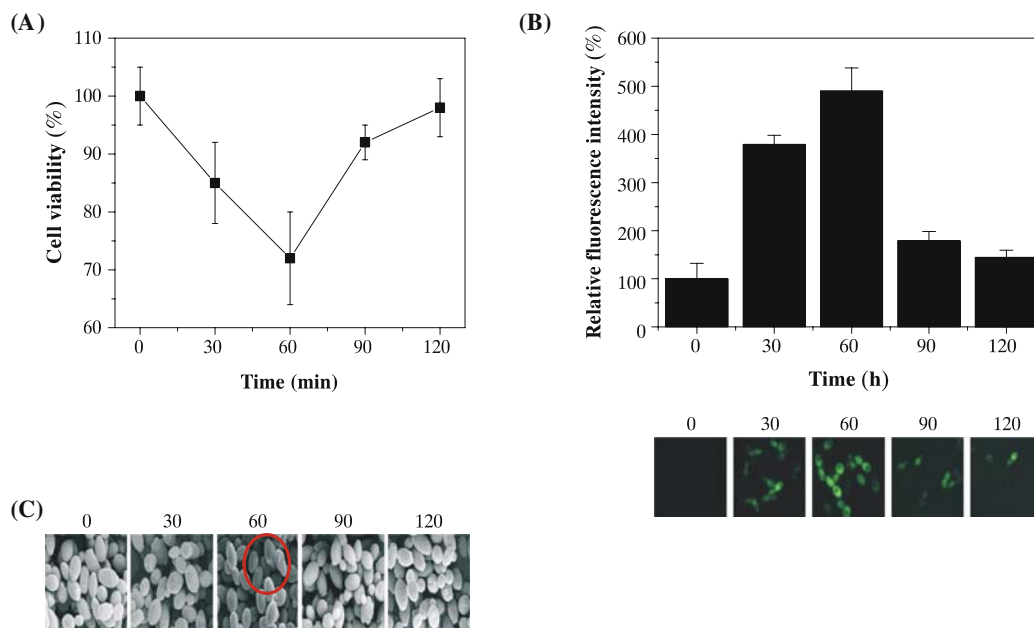 (A)
110
100
90
80
70
60
Cell viability (%)
0 30 60 90 120
Time (min)
(B)
600
500
400
300
200
100
0
Relative fluorescence intensity (%)
0 30 60 90 120
Time (h)
0 30 60 90 120
(C)
0 30 60 90 120